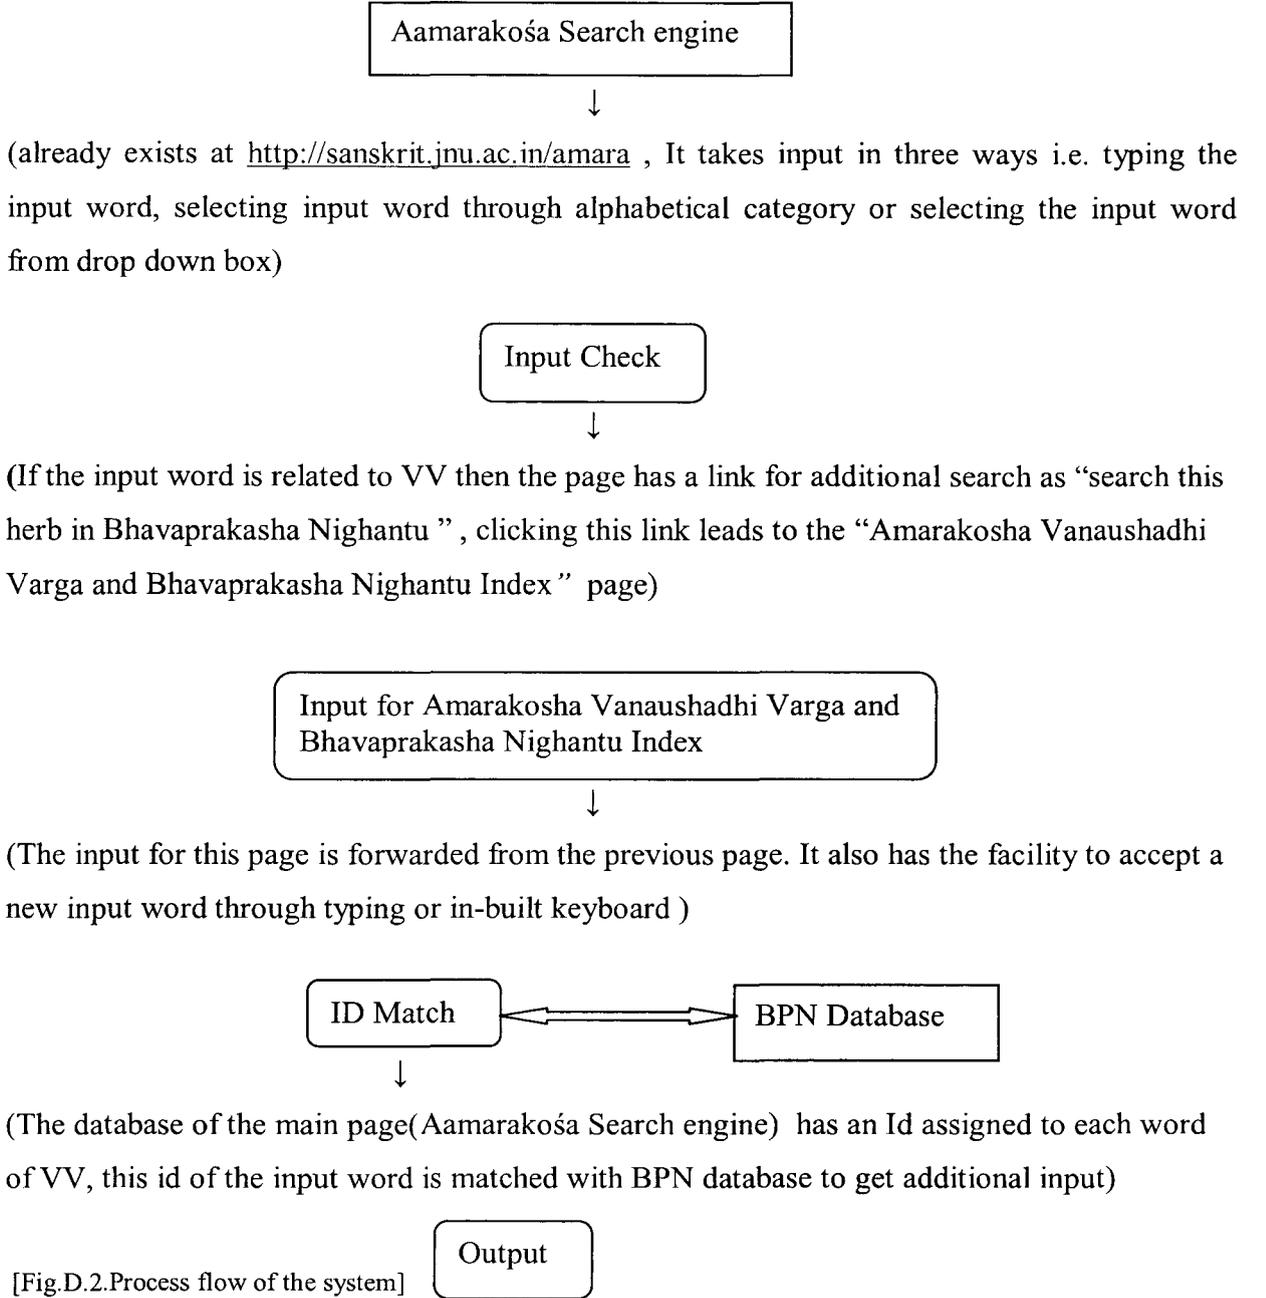 Aamarakośa Search engine
↓
(already exists at http://sanskrit.jnu.ac.in/amara , It takes input in three ways i.e. typing the
input word, selecting input word through alphabetical category or selecting the input word
from drop down box)
Input Check
↓
(If the input word is related to VV then the page has a link for additional search as “search this
herb in Bhavaprakasha Nighantu ” , clicking this link leads to the “Amarakosha Vanaushadhi
Varga and Bhavaprakasha Nighantu Index ” page)
Input for Amarakosha Vanaushadhi Varga and
Bhavaprakasha Nighantu Index
↓
(The input for this page is forwarded from the previous page. It also has the facility to accept a
new input word through typing or in-built keyboard )
ID Match
BPN Database
↓
(The database of the main page(Aamarakośa Search engine) has an Id assigned to each word
of VV, this id of the input word is matched with BPN database to get additional input)
Output
[Fig.D.2.Process flow of the system]